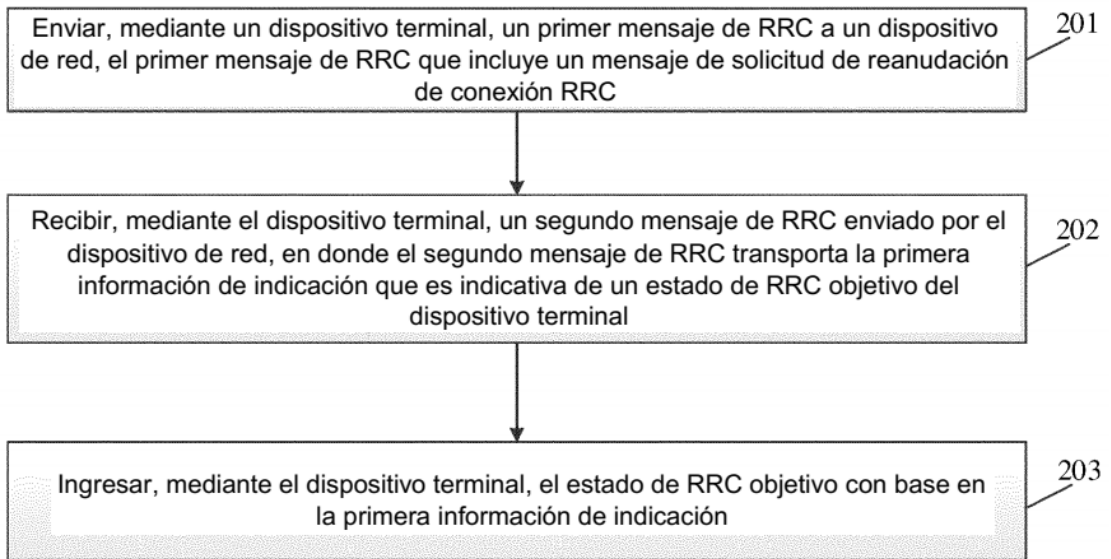 Enviar, mediante un dispositivo terminal, un primer mensaje de RRC a un dispositivo
de red, el primer mensaje de RRC que incluye un mensaje de solicitud de reanudación
de conexión RRC
201
Recibir, mediante el dispositivo terminal, un segundo mensaje de RRC enviado por el
dispositivo de red, en donde el segundo mensaje de RRC transporta la primera
información de indicación que es indicativa de un estado de RRC objetivo del
dispositivo terminal
202
Ingresar, mediante el dispositivo terminal, el estado de RRC objetivo con base en
la primera información de indicación
203